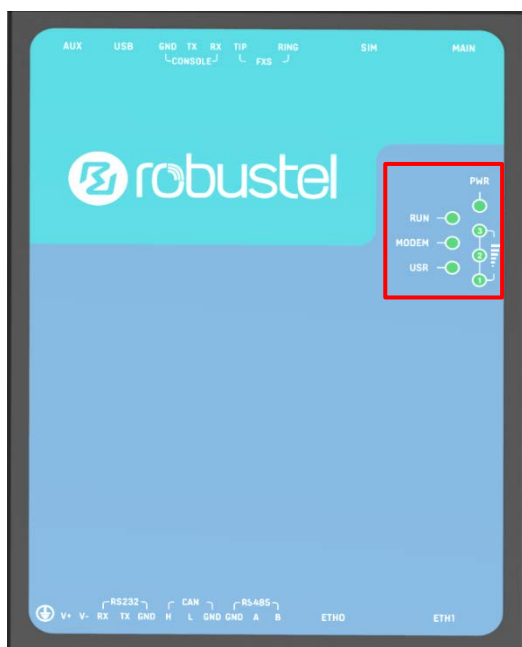 AUX USB GND TX RX TIP RING SIM MAIN
CONSOLE FXS
robustel
PWR
RUN
3
MODEM
2
USR
1
RS232 CAN RS485
V+ V- RX TX GND H L GND GND A B ETH0 ETH1